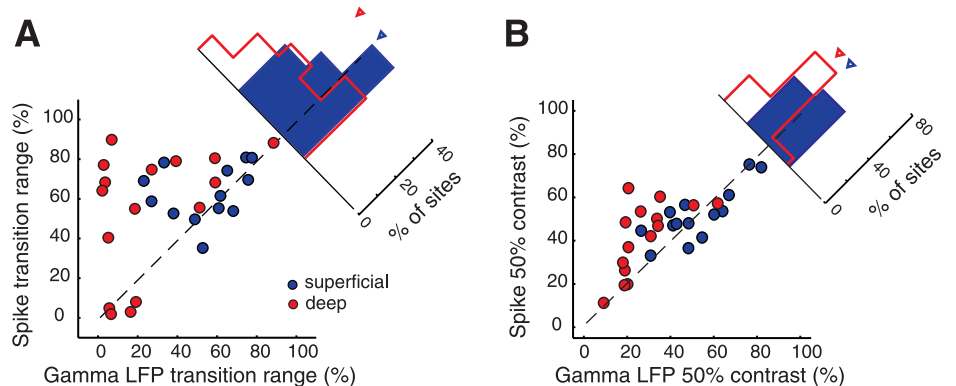 A
B
Spike transition range (%)
100
80
60
40
20
0
0 20 40 60 80 100
Gamma LFP transition range (%)
superficial
deep
0 20 40
% of sites
Spike 50% contrast (%)
100
80
60
40
20
0
0 20 40 60 80 100
Gamma LFP 50% contrast (%)
0 40 80
% of sites